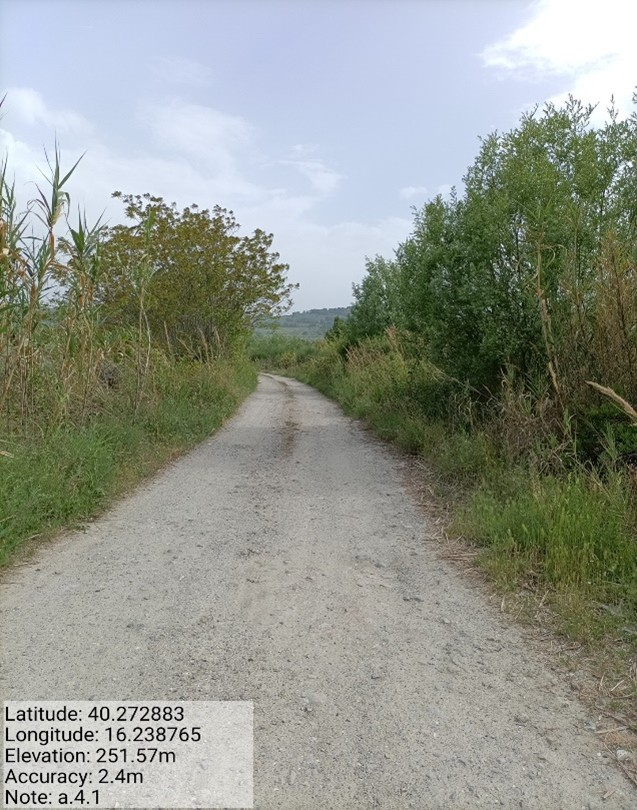 Latitude: 40.272883
Longitude: 16.238765
Elevation: 251.57m
Accuracy: 2.4m
Note: a.4.1